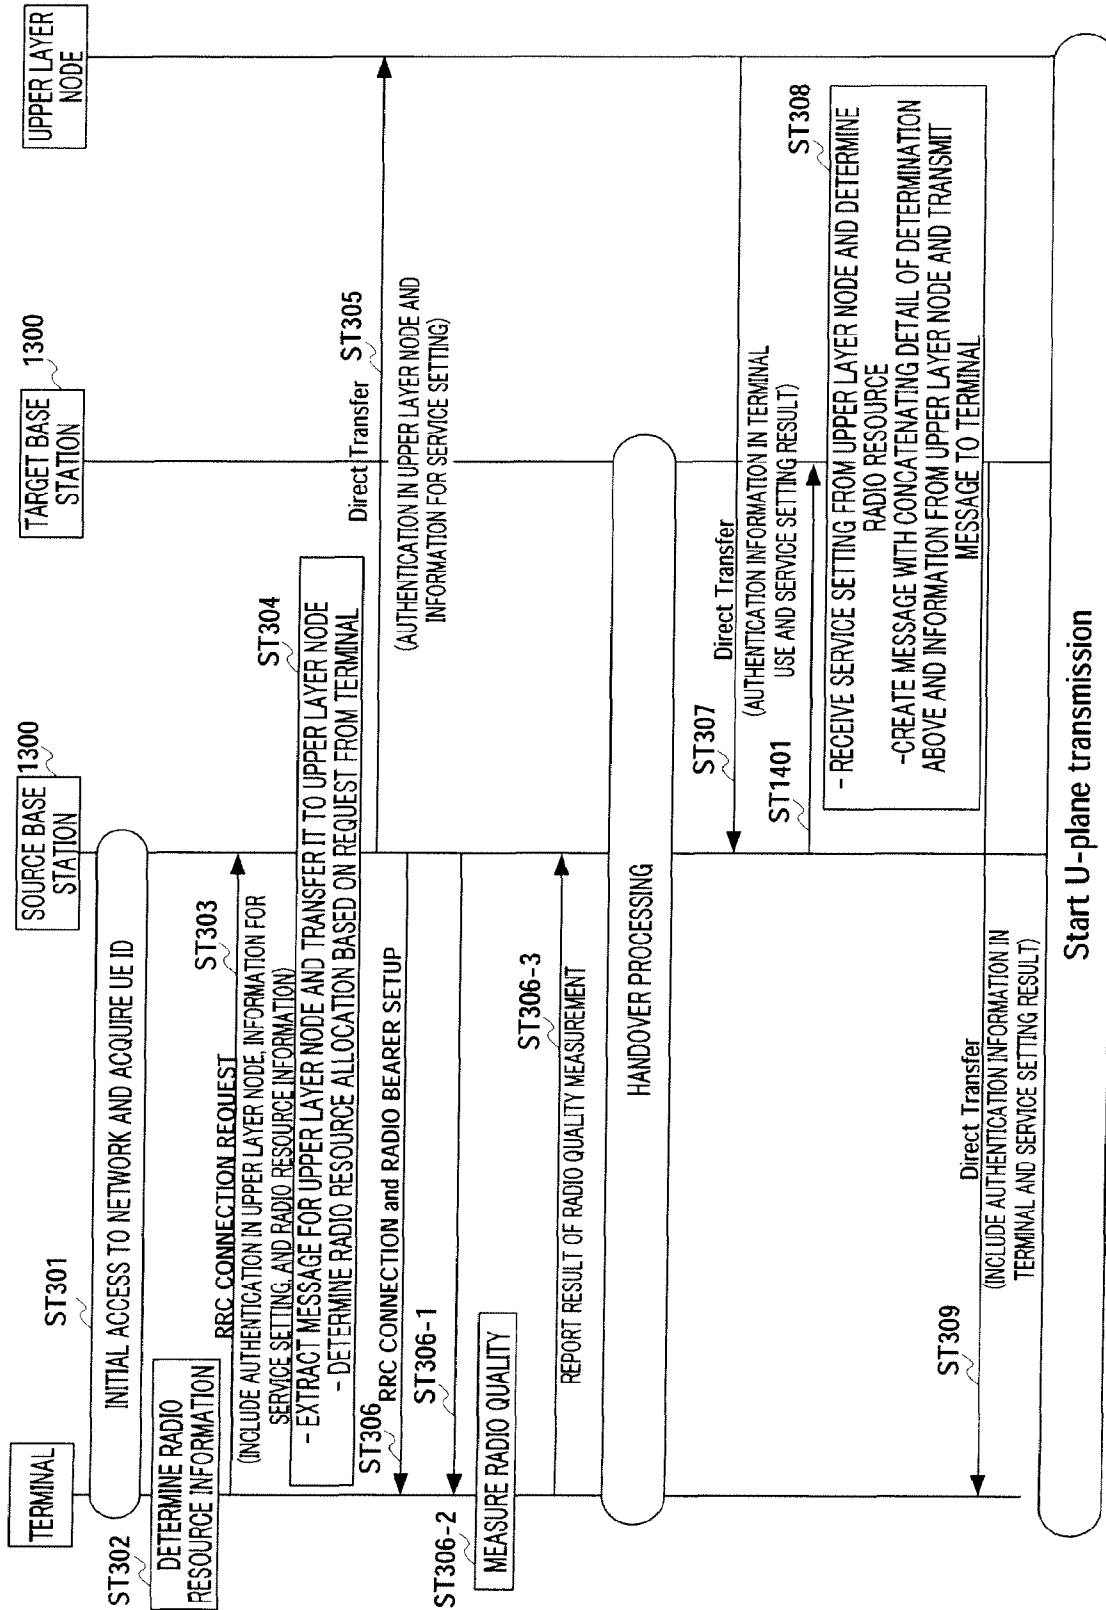 TERMINAL
SOURCE BASE
STATION
1300
TARGET BASE
STATION
1300
UPPER LAYER
NODE
ST301
INITIAL ACCESS TO NETWORK AND ACQUIRE UE ID
ST302
DETERMINE RADIO
RESOURCE INFORMATION
RRC CONNECTION REQUEST
ST303
(INCLUDE AUTHENTICATION IN UPPER LAYER NODE, INFORMATION FOR
SERVICE SETTING, AND RADIO RESOURCE INFORMATION)
ST304
- EXTRACT MESSAGE FOR UPPER LAYER NODE AND TRANSFER IT TO UPPER LAYER NODE
- DETERMINE RADIO RESOURCE ALLOCATION BASED ON REQUEST FROM TERMINAL
Direct Transfer
ST305
(AUTHENTICATION IN UPPER LAYER NODE AND
INFORMATION FOR SERVICE SETTING)
ST306
RRC CONNECTION and RADIO BEARER SETUP
ST306-1
ST306-2
MEASURE RADIO QUALITY
ST306-3
REPORT RESULT OF RADIO QUALITY MEASUREMENT
HANDOVER PROCESSING
ST307
Direct Transfer
(AUTHENTICATION INFORMATION IN TERMINAL
USE AND SERVICE SETTING RESULT)
ST1401
ST308
- RECEIVE SERVICE SETTING FROM UPPER LAYER NODE AND DETERMINE
RADIO RESOURCE
-CREATE MESSAGE WITH CONCATENATING DETAIL OF DETERMINATION
ABOVE AND INFORMATION FROM UPPER LAYER NODE AND TRANSMIT
MESSAGE TO TERMINAL
ST309
Direct Transfer
(INCLUDE AUTHENTICATION INFORMATION IN
TERMINAL AND SERVICE SETTING RESULT)
Start U-plane transmission